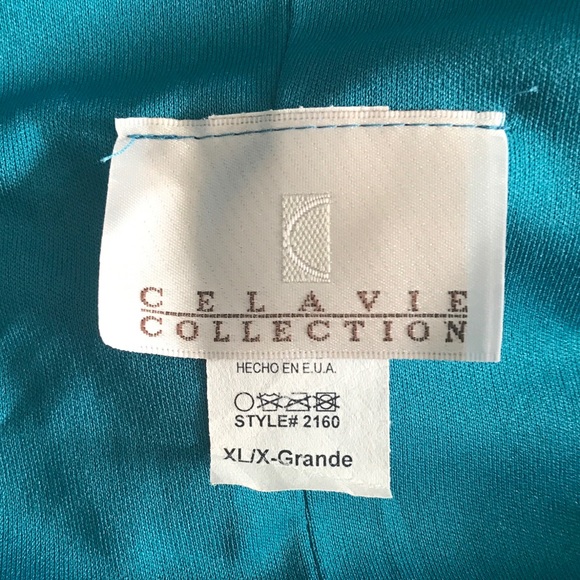 CELAVIE
COLLECTION
HECHO EN E.U.A.
STYLE# 2160
XL/X-Grande